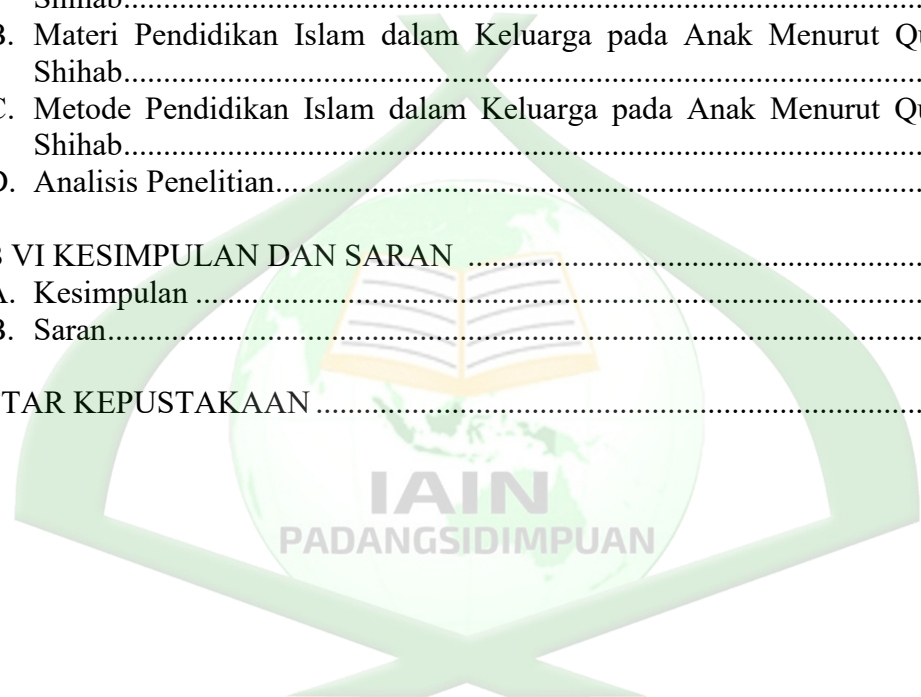 Shihab
B. Materi Pendidikan Islam dalam Keluarga pada Anak Menurut
Shihab
C. Metode Pendidikan Islam dalam Keluarga pada Anak Menurut
Shihab
D. Analisis Penelitian
VI KESIMPULAN DAN SARAN
A. Kesimpulan
B. Saran
KEPUSTAKAAN
IAIN
PADANGSIDIMPUAN